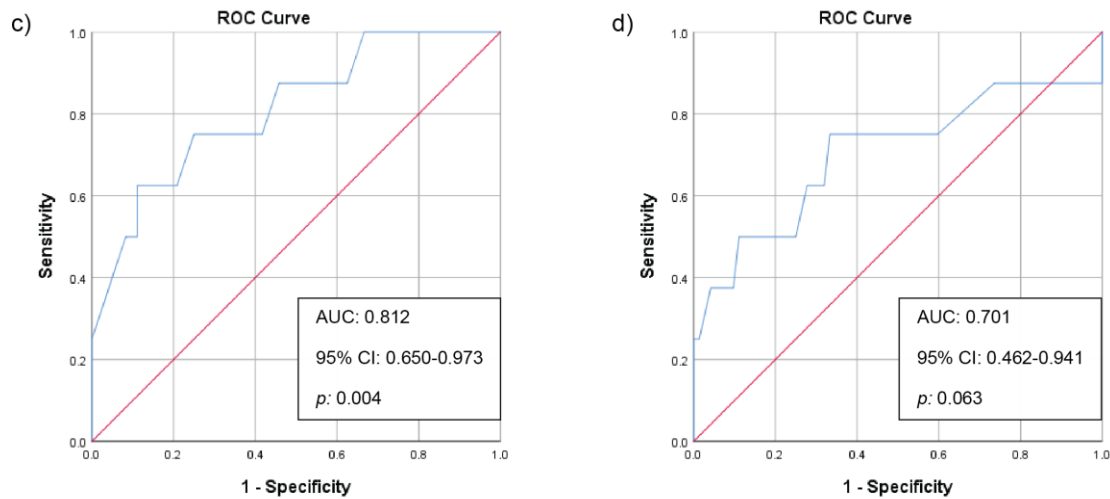 c)
ROC Curve
1.0
0.8
0.6
0.4
0.2
0.0
Sensitivity
AUC: 0.812
95% CI: 0.650-0.973
p: 0.004
0.0 0.2 0.4 0.6 0.8 1.0
1 - Specificity
d)
ROC Curve
1.0
0.8
0.6
0.4
0.2
0.0
Sensitivity
AUC: 0.701
95% CI: 0.462-0.941
p: 0.063
0.0 0.2 0.4 0.6 0.8 1.0
1 - Specificity